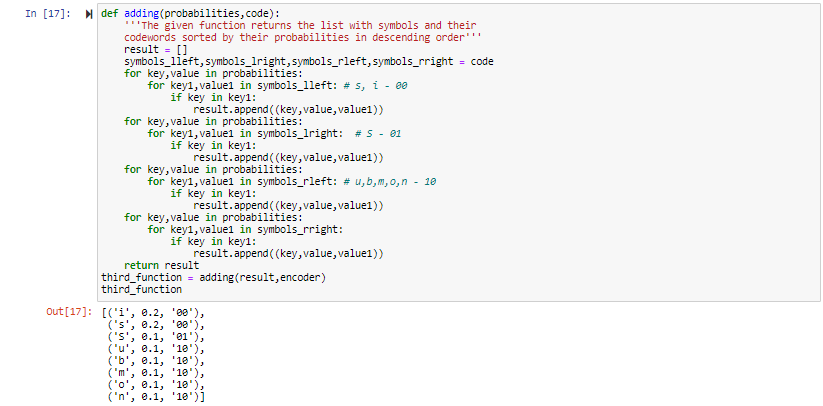 In [17]: def adding(probabilities,code):
'''The given function returns the list with symbols and their
codewords sorted by their probabilities in descending order'''
result = []
symbols_lleft,symbols_lright,symbols_rleft,symbols_rright = code
for key,value in probabilities:
for key1,value1 in symbols_lleft: # s, i - 00
if key in key1:
result.append((key,value,value1))
for key,value in probabilities:
for key1,value1 in symbols_lright:  # S - 01
if key in key1:
result.append((key,value,value1))
for key,value in probabilities:
for key1,value1 in symbols_rleft: # u,b,m,o,n - 10
if key in key1:
result.append((key,value,value1))
for key,value in probabilities:
for key1,value1 in symbols_rright:
if key in key1:
result.append((key,value,value1))
return result
third_function = adding(result,encoder)
third_function
Out[17]: [('i', 0.2, '00'),
('s', 0.2, '00'),
('S', 0.1, '01'),
('u', 0.1, '10'),
('b', 0.1, '10'),
('m', 0.1, '10'),
('o', 0.1, '10'),
('n', 0.1, '10')]